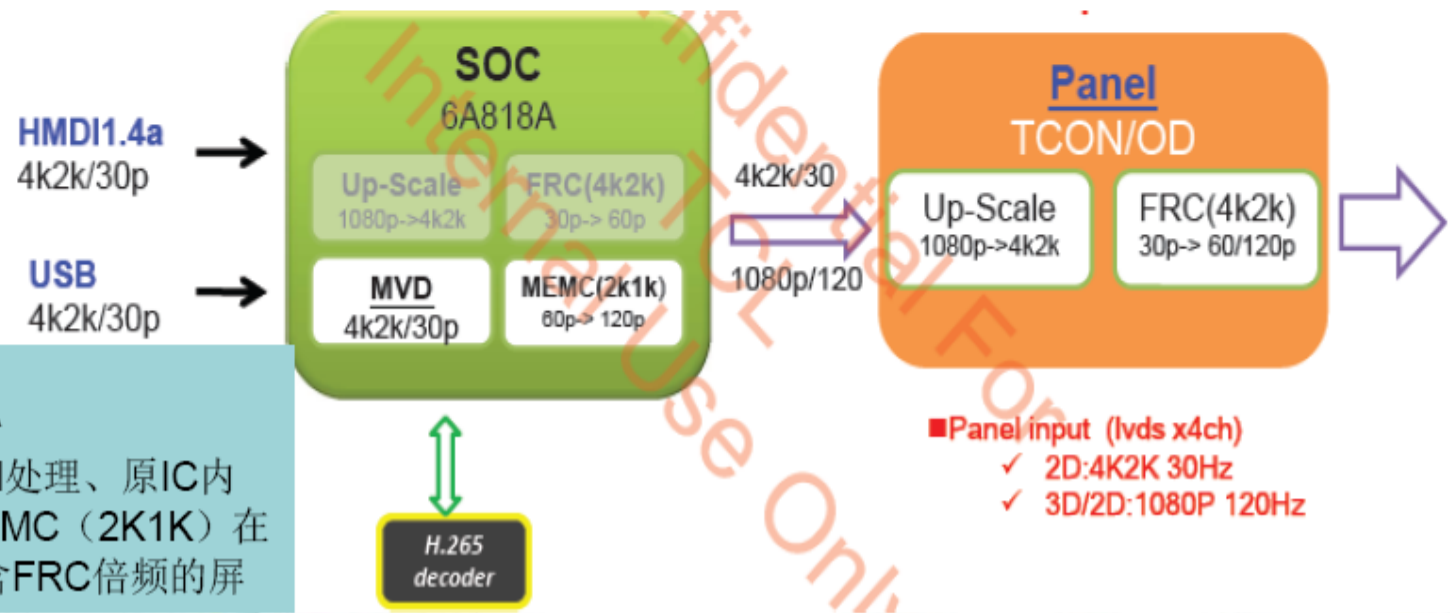 HMDI1.4a
4k2k/30p
USB
4k2k/30p
SOC
6A818A
Up-Scale
1080p->4k2k
FRC(4k2k)
30p-> 60p
MVD
4k2k/30p
MEMC(2k1k)
60p-> 120p
H.265
decoder
4k2k/30
1080p/120
Panel
TCON/OD
Up-Scale
1080p->4k2k
FRC(4k2k)
30p-> 60/120p
■Panel input (lvds x4ch)
✓ 2D:4K2K 30Hz
✓ 3D/2D:1080P 120Hz
处理、原IC内
MC（2K1K）在
FRC倍频的屏
nfidential For
TCL
Internal Use Only